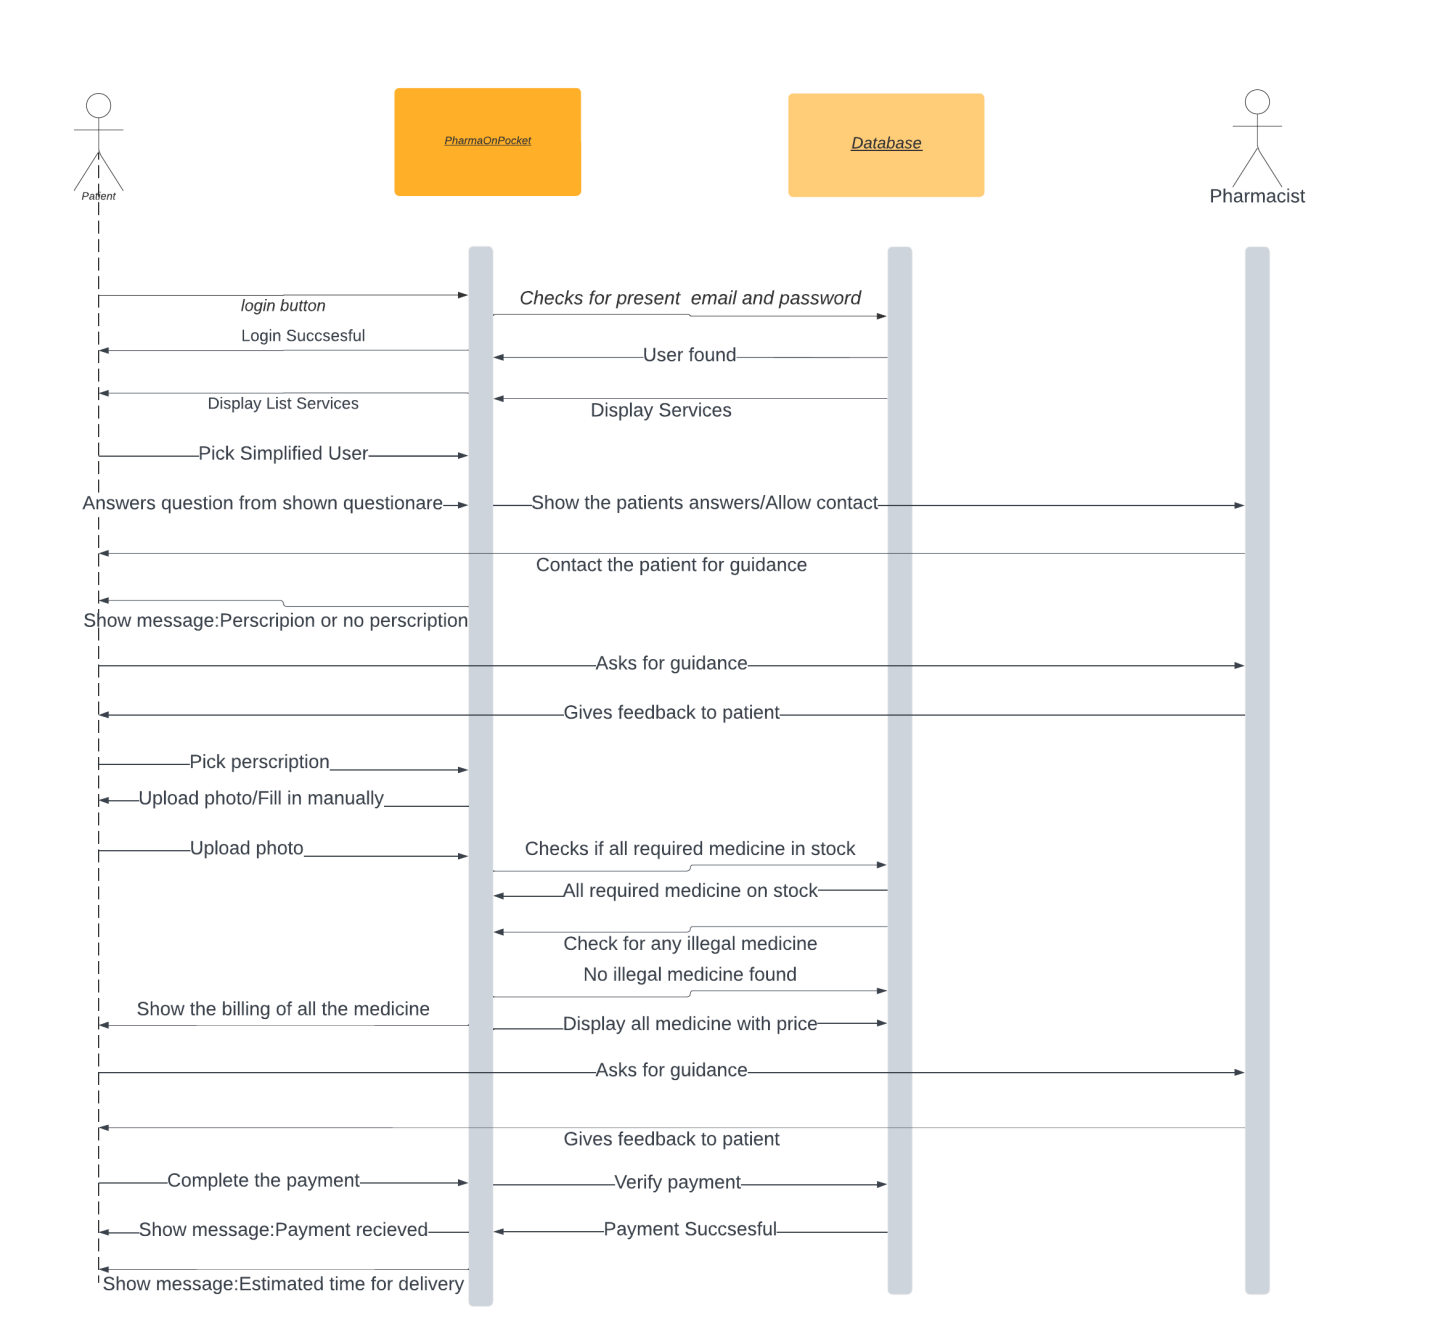 PharmaOnPocket
Database
Patient
Pharmacist
login button
Checks for present  email and password
Login Succsesful
User found
Display List Services
Display Services
Pick Simplified User
Answers question from shown questionare
Show the patients answers/Allow contact
Contact the patient for guidance
Show message:Perscripion or no perscription
Asks for guidance
Gives feedback to patient
Pick perscription
Upload photo/Fill in manually
Upload photo
Checks if all required medicine in stock
All required medicine on stock
Check for any illegal medicine
No illegal medicine found
Show the billing of all the medicine
Display all medicine with price
Asks for guidance
Gives feedback to patient
Complete the payment
Verify payment
Show message:Payment recieved
Payment Succsesful
Show message:Estimated time for delivery